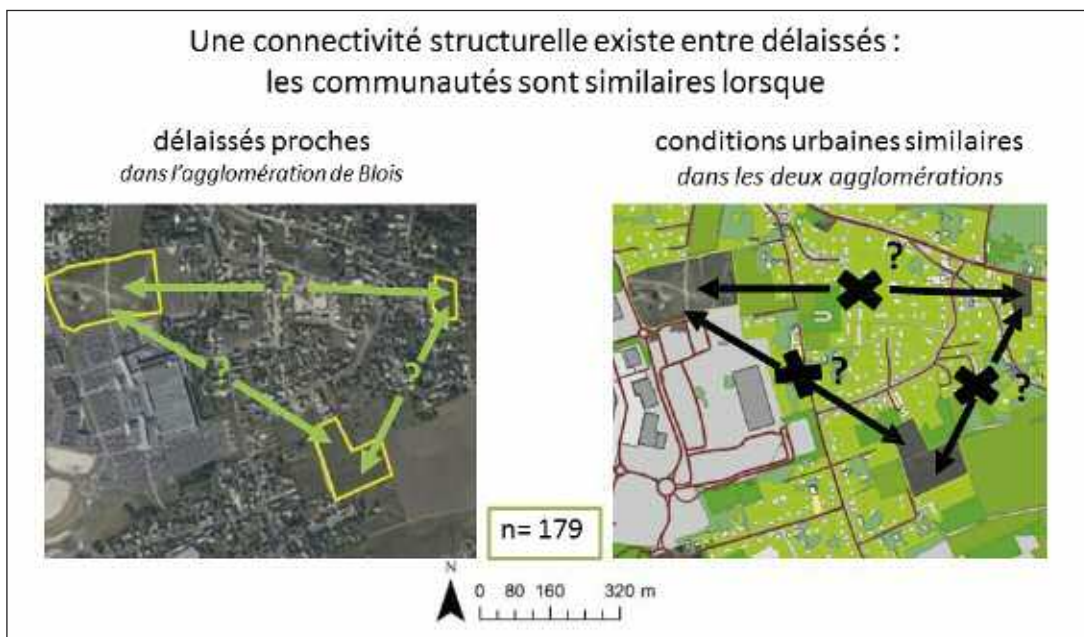 Une connectivité structurelle existe entre délaissés :
les communautés sont similaires lorsque
délaissés proches
dans l'agglomération de Blois
conditions urbaines similaires
dans les deux agglomérations
?
?
?
?
?
?
n= 179
N
0 80 160 320 m